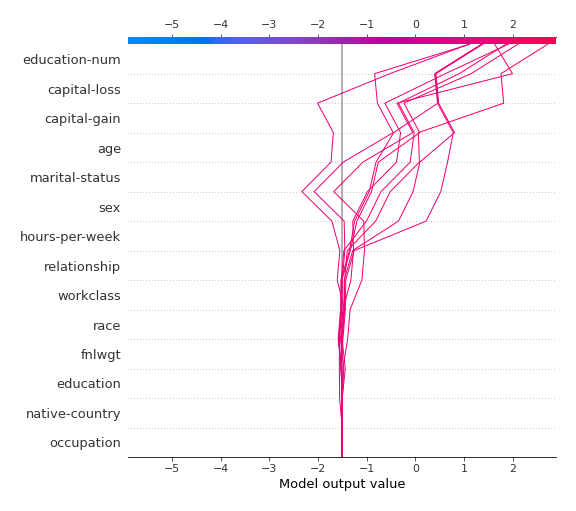 −5 −4 −3 −2 −1 0 1 2
education-num
capital-loss
capital-gain
age
marital-status
sex
hours-per-week
relationship
workclass
race
fnlwgt
education
native-country
occupation
−5 −4 −3 −2 −1 0 1 2
Model output value